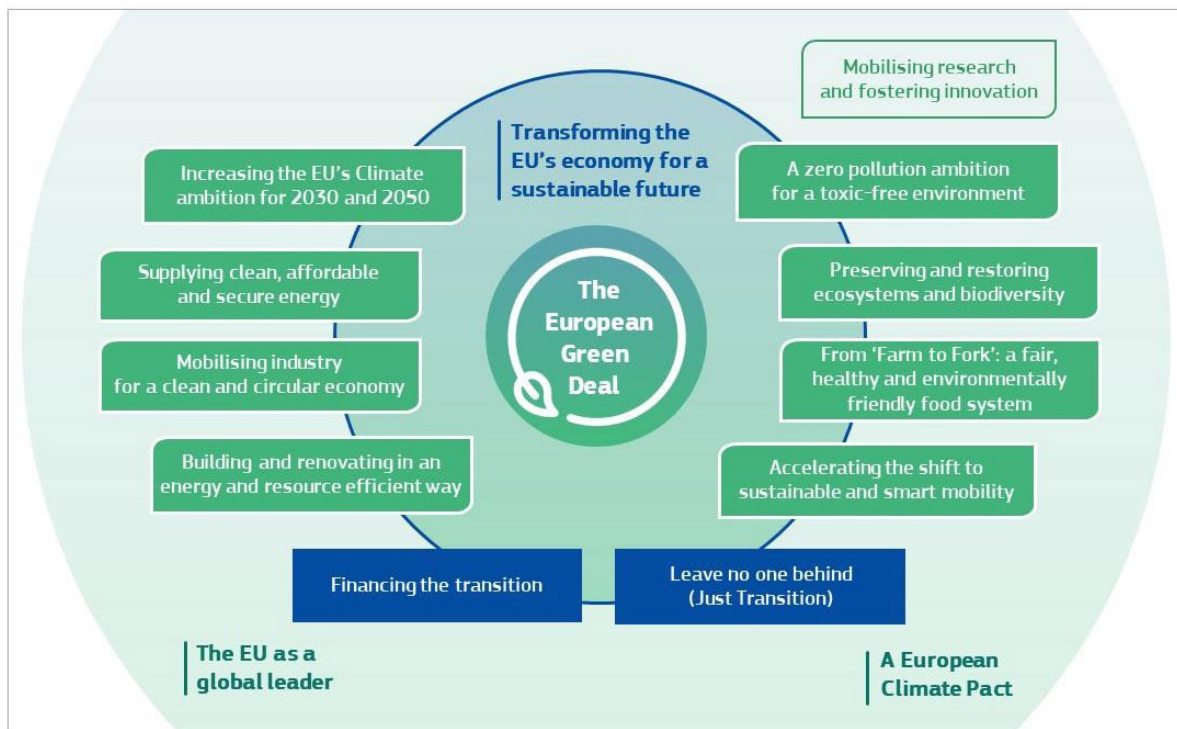 Mobilising research
and fostering innovation
Transforming the
EU's economy for a
sustainable future
Increasing the EU's Climate
ambition for 2030 and 2050
A zero pollution ambition
for a toxic-free environment
Supplying clean, affordable
and secure energy
Preserving and restoring
ecosystems and biodiversity
The
European
Green
Deal
Mobilising industry
for a clean and circular economy
From 'Farm to Fork': a fair,
healthy and environmentally
friendly food system
Building and renovating in an
energy and resource efficient way
Accelerating the shift to
sustainable and smart mobility
Financing the transition
Leave no one behind
(Just Transition)
The EU as a
global leader
A European
Climate Pact